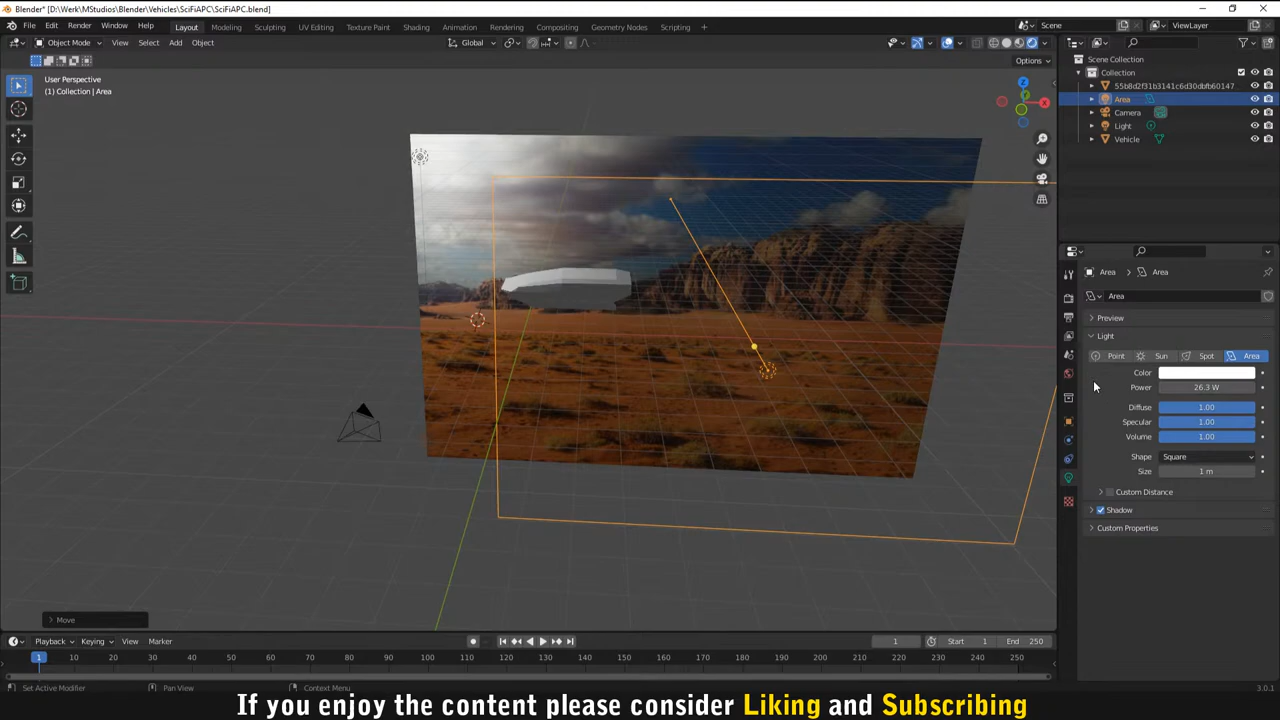 Blender* [D:\Werk\MStudios\Blender\Vehicles\SciFiAPC\SciFiAPC.blend]
File Edit Render Window Help Layout Modeling Sculpting UV Editing Texture Paint Shading Animation Rendering Compositing Geometry Nodes Scripting Scene ViewLayer
Object Mode View Select Add Object Global
Options
User Perspective
(1) Collection | Area
Scene Collection
Collection
55b8d2f31b3141c6d30dbfb60147
Area
Camera
Light
Vehicle
Z
Y
X
Area Area
Area
Preview
Light
Point Sun Spot Area
Color
Power 26.3 W
Diffuse 1.00
Specular 1.00
Volume 1.00
Shape Square
Size 1 m
Custom Distance
Shadow
Custom Properties
Move
Playback Keying View Marker 1 Start 1 End 250
1 10 20 30 40 50 60 70 80 90 100 110 120 130 140 150 160 170 180 190 200 210 220 230 240 250
Set Active Modifier Pan View Context Menu 3.0.1
If you enjoy the content please consider Liking and Subscribing